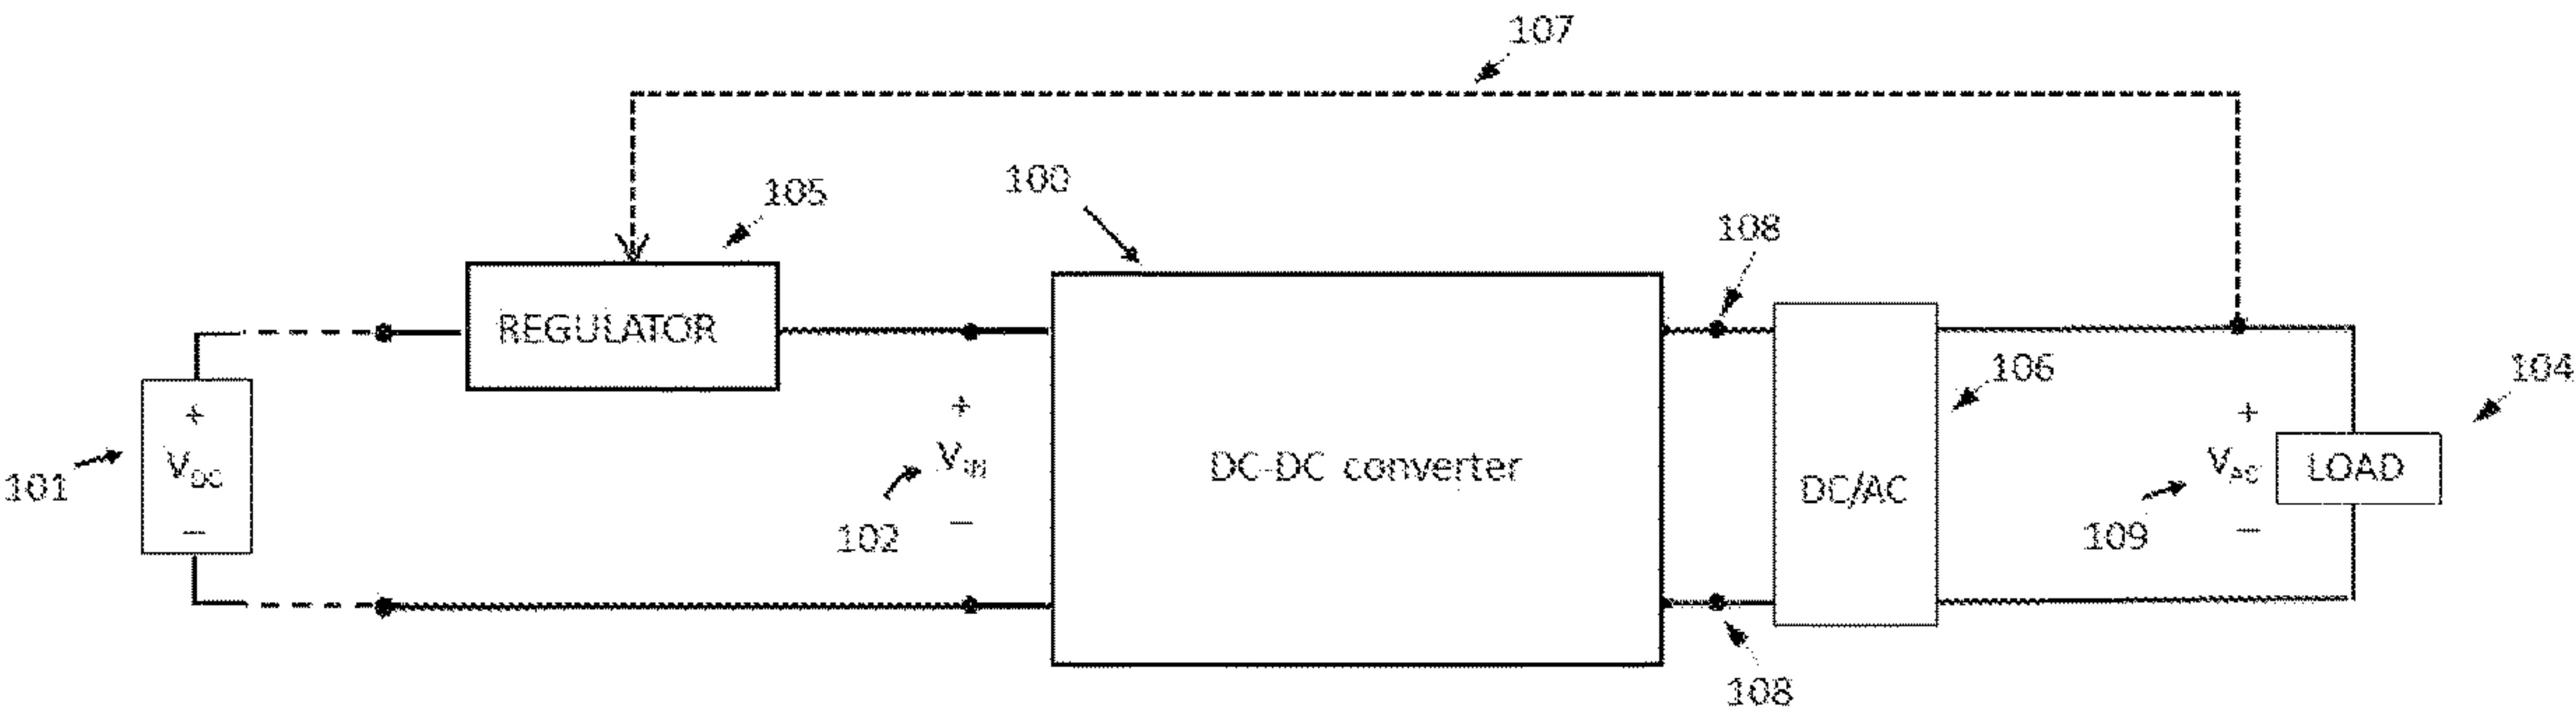 107
100
105
108
REGULATOR
106
104
+
+
+
101
V_DC
102
V_IN
DC-DC converter
DC/AC
109
V_AC
LOAD
−
−
−
108